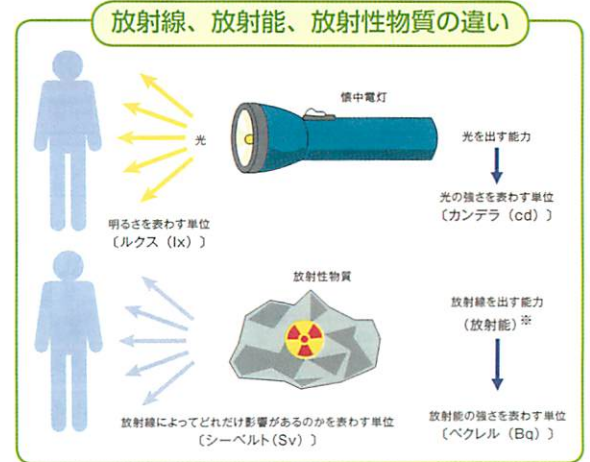 放射線、放射能、放射性物質の違い
懐中電灯
光
光を出す能力
光の強さを表わす単位
〔カンデラ（cd）〕
明るさを表わす単位
〔ルクス（lx）〕
放射性物質
放射線を出す能力
（放射能）※
放射線によってどれだけ影響があるのかを表わす単位
〔シーベルト（Sv）〕
放射能の強さを表わす単位
〔ベクレル（Bq）〕